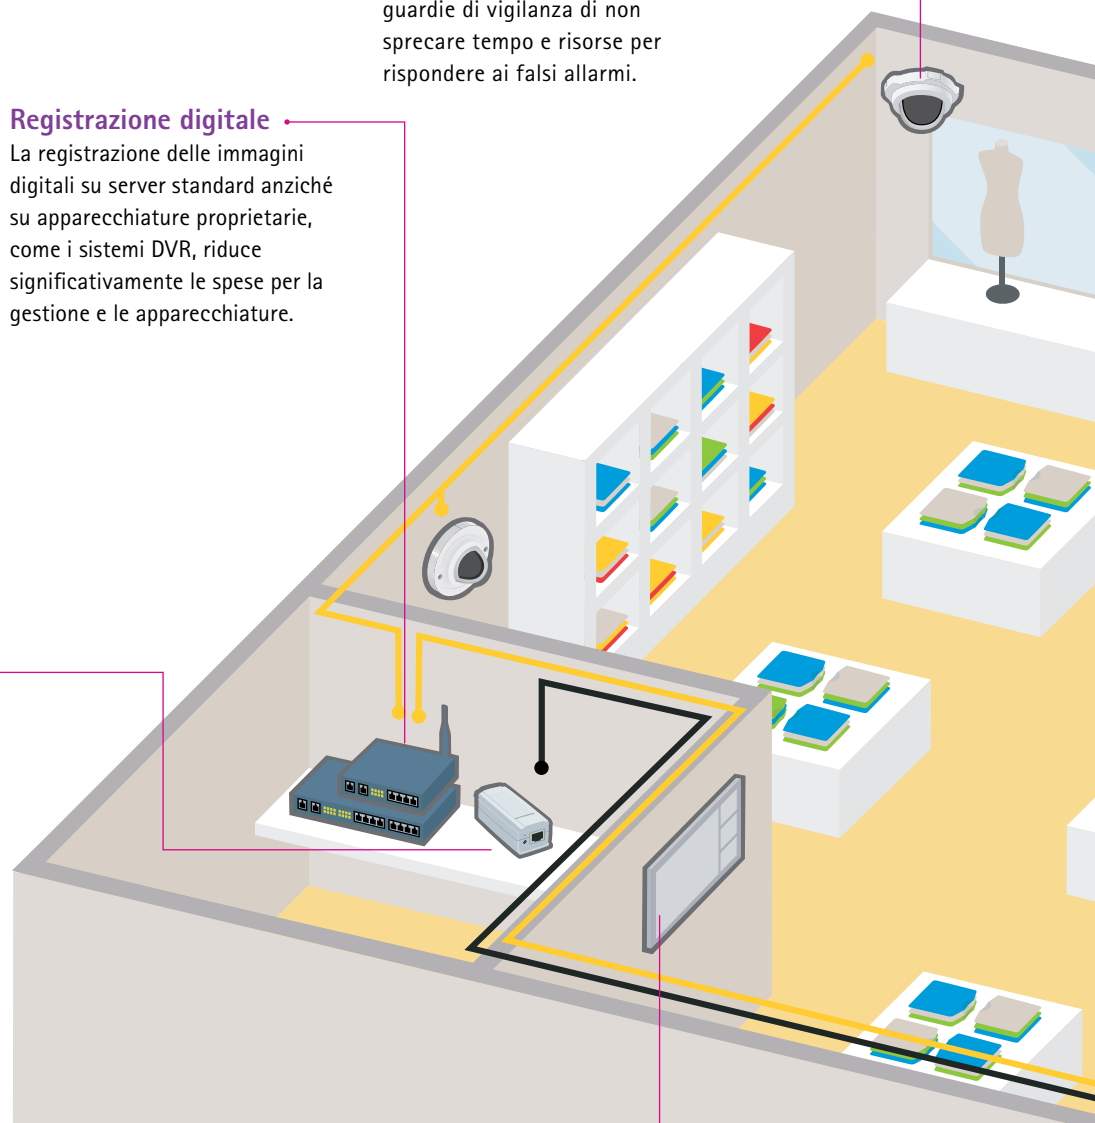 guardie di vigilanza di non
sprecare tempo e risorse per
rispondere ai falsi allarmi.
Registrazione digitale
La registrazione delle immagini
digitali su server standard anziché
su apparecchiature proprietarie,
come i sistemi DVR, riduce
significativamente le spese per la
gestione e le apparecchiature.